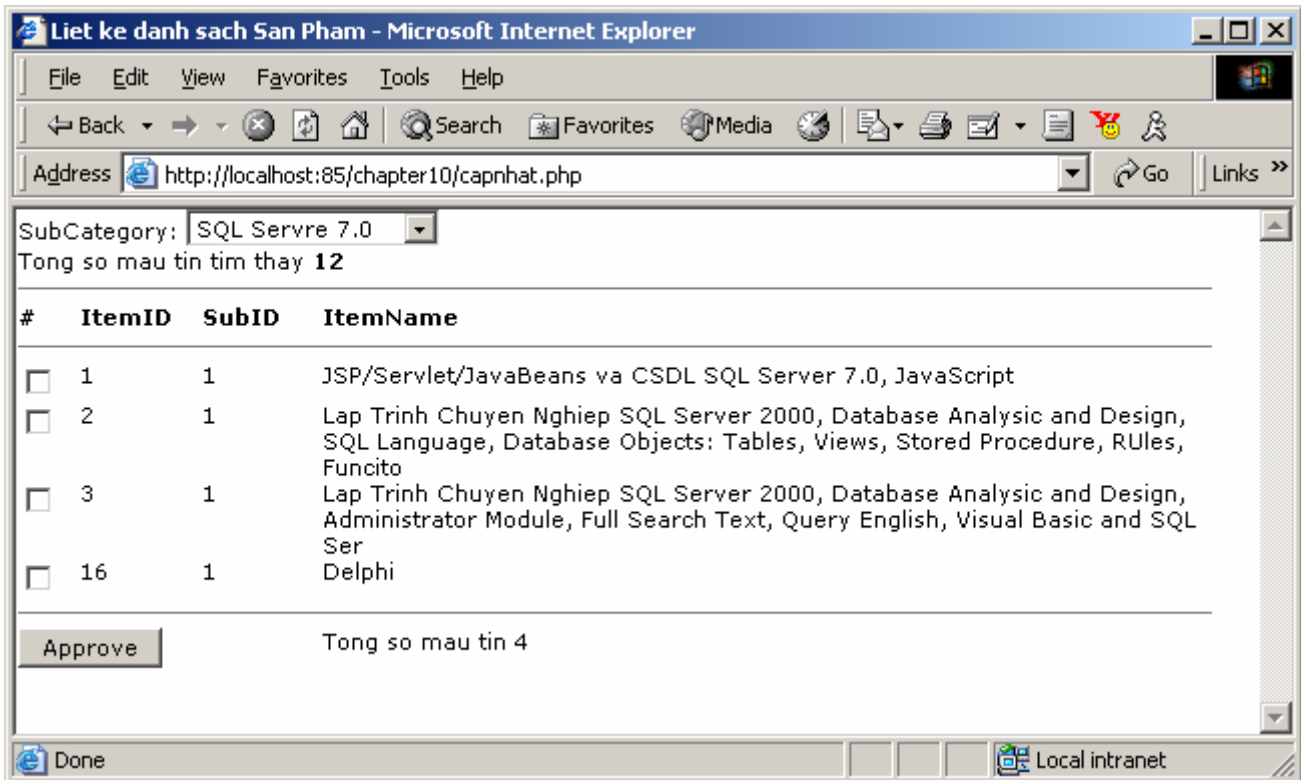 Liet ke danh sach San Pham - Microsoft Internet Explorer
File Edit View Favorites Tools Help
Back Search Favorites Media
Address http://localhost:85/chapter10/capnhat.php Go Links »
SubCategory: SQL Servre 7.0
Tong so mau tin tim thay 12
# ItemID SubID ItemName
1 1 JSP/Servlet/JavaBeans va CSDL SQL Server 7.0, JavaScript
2 1 Lap Trinh Chuyen Nghiep SQL Server 2000, Database Analysic and Design,
SQL Language, Database Objects: Tables, Views, Stored Procedure, RUles,
Funcito
3 1 Lap Trinh Chuyen Nghiep SQL Server 2000, Database Analysic and Design,
Administrator Module, Full Search Text, Query English, Visual Basic and SQL
Ser
16 1 Delphi
Approve Tong so mau tin 4
Done Local intranet